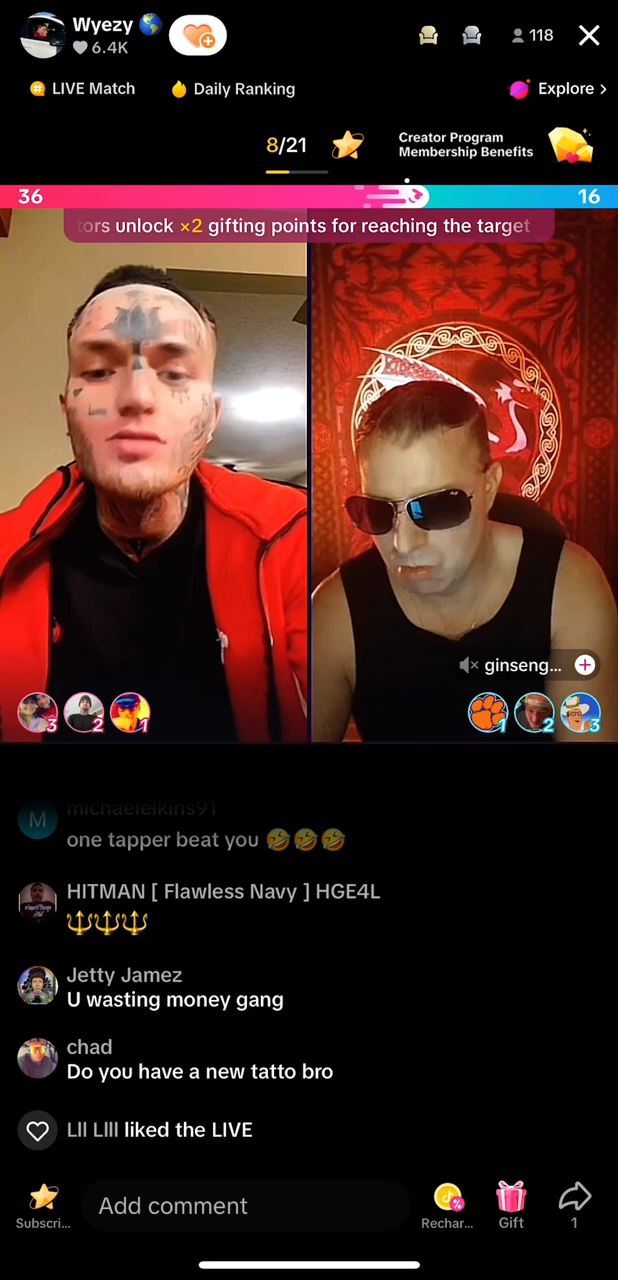 Wyezy 🌎
6.4K
118
LIVE Match
Daily Ranking
Explore >
8/21
Creator Program
Membership Benefits
36
16
tors unlock ×2 gifting points for reaching the target
ginseng...
3
2
1
1
2
3
M
michaelelkins91
one tapper beat you 🤣🤣🤣
HITMAN [ Flawless Navy ] HGE4L
🔱🔱🔱
Jetty Jamez
U wasting money gang
chad
Do you have a new tatto bro
Lll Llll liked the LIVE
Add comment
Subscri...
Rechar...
Gift
1